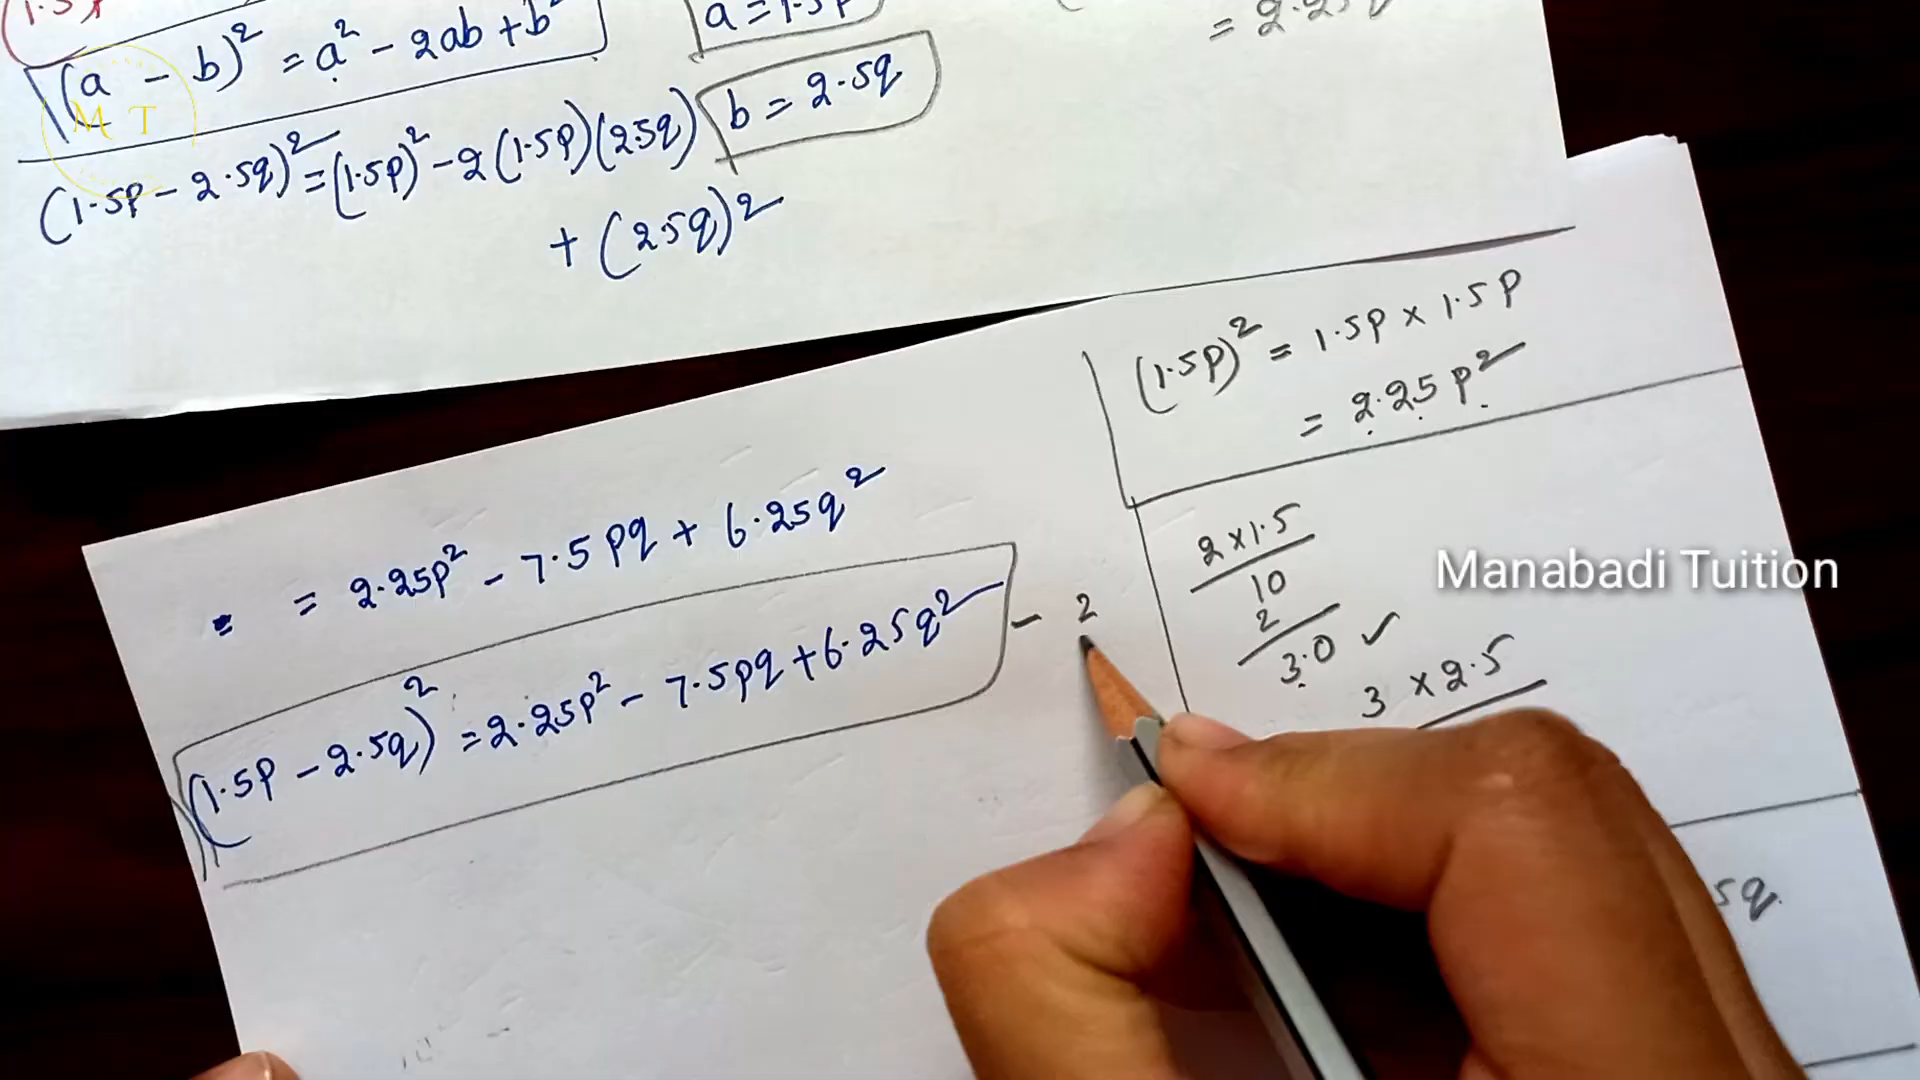 (a - b)² = a² - 2ab + b²
a = 1.5p
b = 2.5q
M T
(1.5p - 2.5q)² = (1.5p)² - 2(1.5p)(2.5q)
+ (2.5q)²
(1.5p)² = 1.5p × 1.5p
= 2.25p²
= 2.25p² - 7.5pq + 6.25q²
(1.5p - 2.5q)² = 2.25p² - 7.5pq + 6.25q² - 2
2 × 1.5
10
2
3.0 ✓
3 × 2.5
Manabadi Tuition
5q